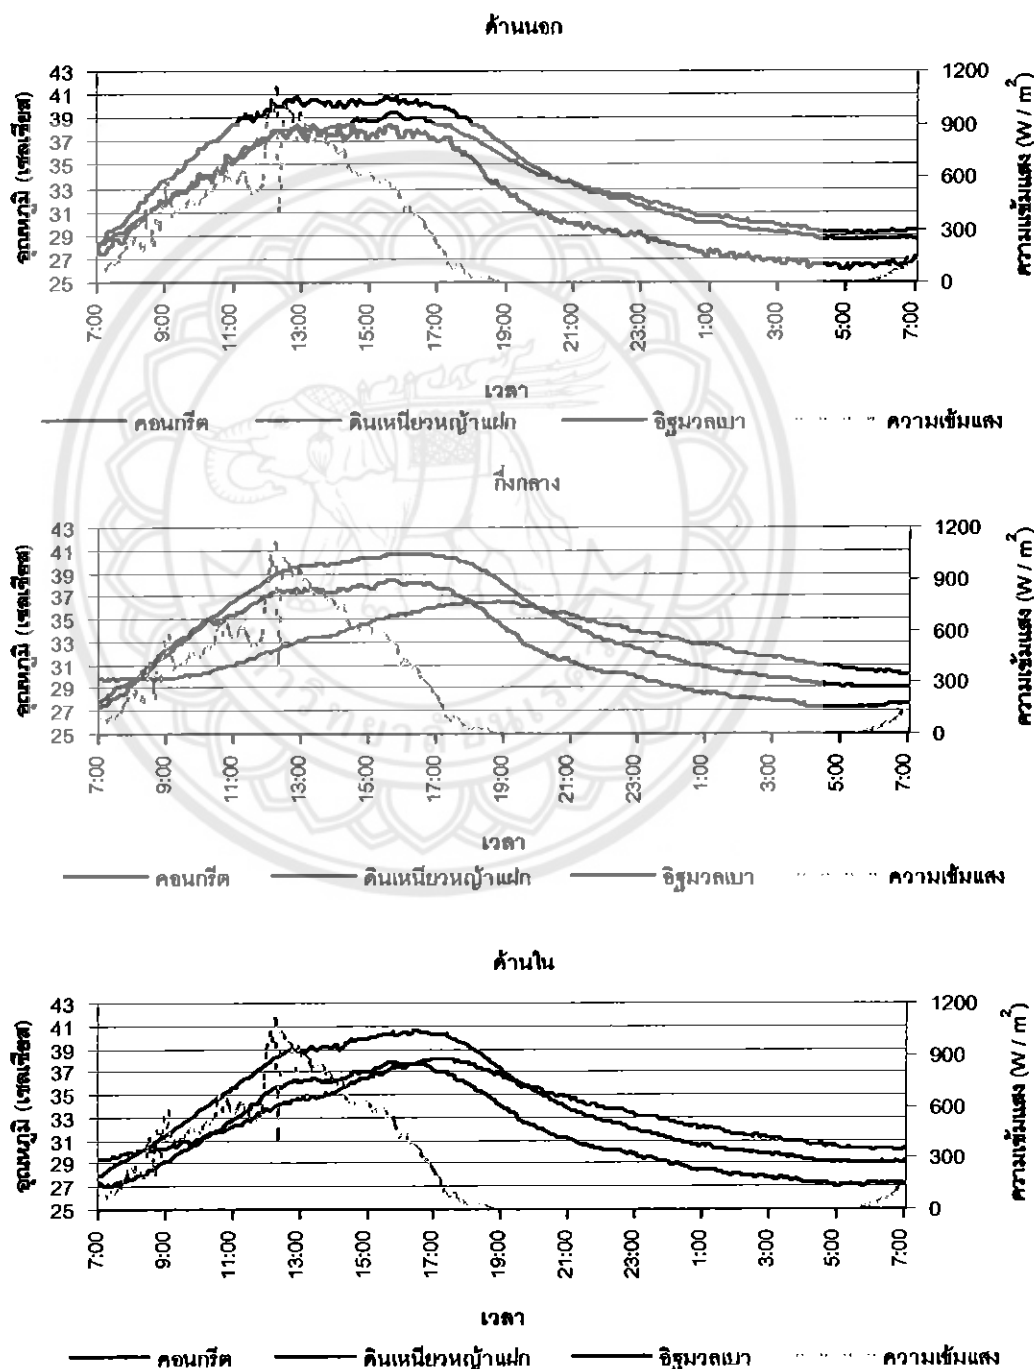 ด้านนอก
43 41 39 37 35 33 31 29 27 25
อุณหภูมิ (เซลเซียส)
1200 900 600 300 0
ความเข้มแสง (W / m²)
7:00 9:00 11:00 13:00 15:00 17:00 19:00 21:00 23:00 1:00 3:00 5:00 7:00
เวลา
คอนกรีต ดินเหนียวหญ้าแฝก อิฐมวลเบา ความเข้มแสง
กึ่งกลาง
43 41 39 37 35 33 31 29 27 25
อุณหภูมิ (เซลเซียส)
1200 900 600 300 0
ความเข้มแสง (W / m²)
7:00 9:00 11:00 13:00 15:00 17:00 19:00 21:00 23:00 1:00 3:00 5:00 7:00
เวลา
คอนกรีต ดินเหนียวหญ้าแฝก อิฐมวลเบา ความเข้มแสง
มหาวิทยาลัยนเรศวร
ด้านใน
43 41 39 37 35 33 31 29 27 25
อุณหภูมิ (เซลเซียส)
1200 900 600 300 0
ความเข้มแสง (W / m²)
7:00 9:00 11:00 13:00 15:00 17:00 19:00 21:00 23:00 1:00 3:00 5:00 7:00
เวลา
คอนกรีต ดินเหนียวหญ้าแฝก อิฐมวลเบา ความเข้มแสง